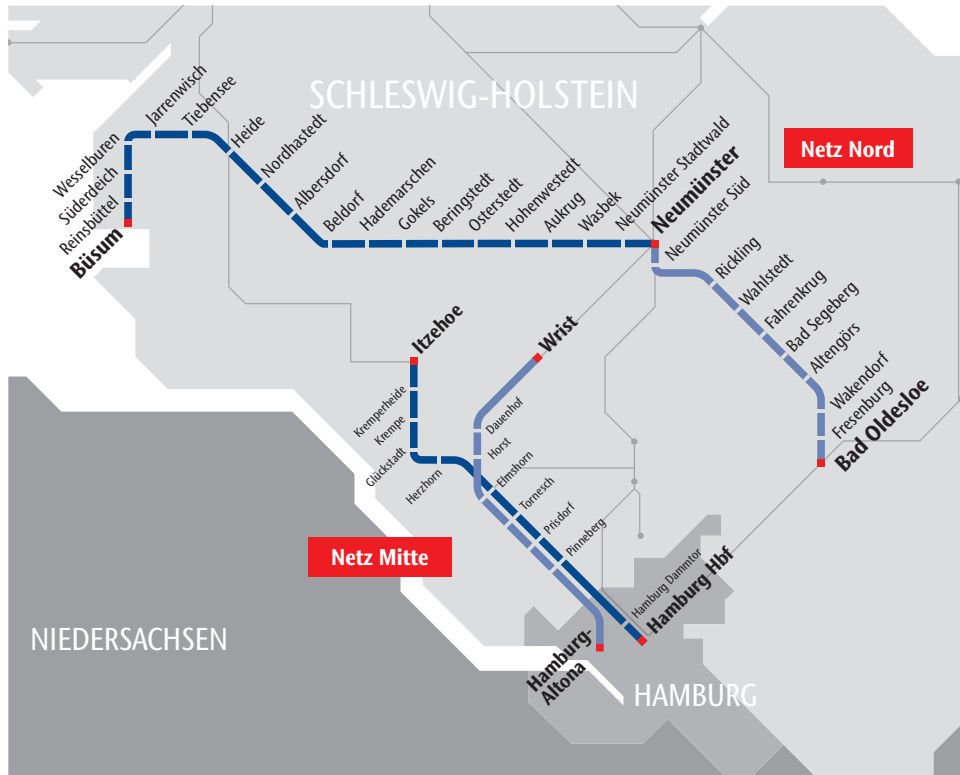 SCHLESWIG-HOLSTEIN
Netz Nord
Büsum
Reinsbüttel
Süderdeich
Wesselburen
Jarrenwisch
Tiebensee
Heide
Nordhastedt
Albersdorf
Beldorf
Hademarschen
Gokels
Beringstedt
Osterstedt
Hohenwestedt
Aukrug
Wasbek
Neumünster Stadtwald
Neumünster
Neumünster Süd
Rickling
Wahlstedt
Fahrenkrug
Bad Segeberg
Altengörs
Wakendorf
Fresenburg
Bad Oldesloe
Itzehoe
Kremperheide
Krempe
Glückstadt
Herzhorn
Wrist
Dauenhof
Horst
Elmshorn
Tornesch
Prisdorf
Pinneberg
Hamburg Dammtor
Hamburg Hbf
Hamburg-
Altona
Netz Mitte
NIEDERSACHSEN
HAMBURG